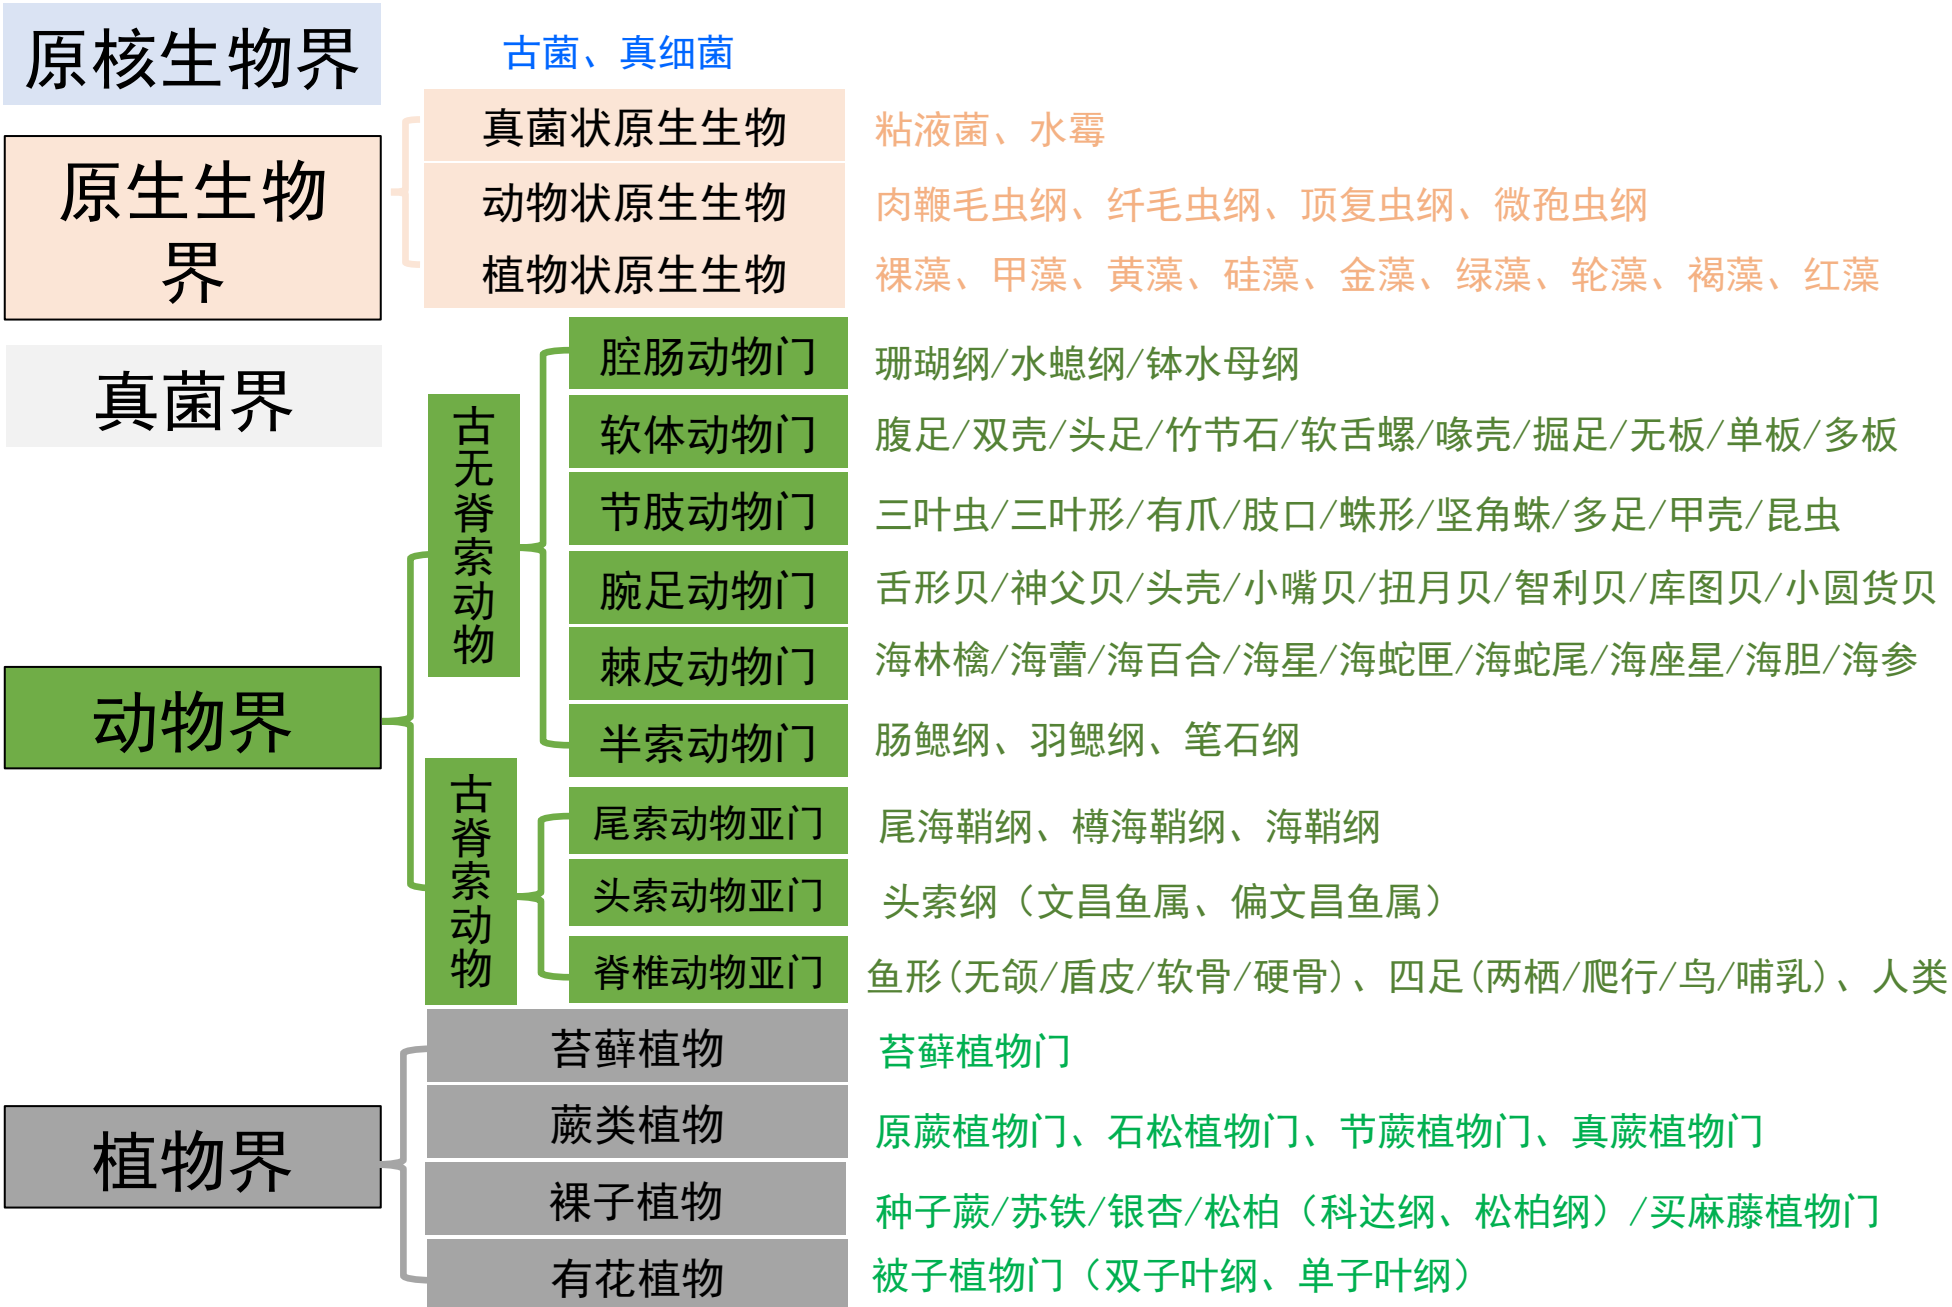 原核生物界
古菌、真细菌
原生生物
界
真菌状原生生物
粘液菌、水霉
动物状原生生物
肉鞭毛虫纲、纤毛虫纲、顶复虫纲、微孢虫纲
植物状原生生物
裸藻、甲藻、黄藻、硅藻、金藻、绿藻、轮藻、褐藻、红藻
真菌界
动物界
古无脊索动物
腔肠动物门
珊瑚纲/水螅纲/钵水母纲
软体动物门
腹足/双壳/头足/竹节石/软舌螺/喙壳/掘足/无板/单板/多板
节肢动物门
三叶虫/三叶形/有爪/肢口/蛛形/坚角蛛/多足/甲壳/昆虫
腕足动物门
舌形贝/神父贝/头壳/小嘴贝/扭月贝/智利贝/库图贝/小圆货贝
棘皮动物门
海林檎/海蕾/海百合/海星/海蛇匣/海蛇尾/海座星/海胆/海参
半索动物门
肠鳃纲、羽鳃纲、笔石纲
古脊索动物
尾索动物亚门
尾海鞘纲、樽海鞘纲、海鞘纲
头索动物亚门
头索纲（文昌鱼属、偏文昌鱼属）
脊椎动物亚门
鱼形(无颌/盾皮/软骨/硬骨)、四足(两栖/爬行/鸟/哺乳)、人类
植物界
苔藓植物
苔藓植物门
蕨类植物
原蕨植物门、石松植物门、节蕨植物门、真蕨植物门
裸子植物
种子蕨/苏铁/银杏/松柏（科达纲、松柏纲）/买麻藤植物门
有花植物
被子植物门（双子叶纲、单子叶纲）